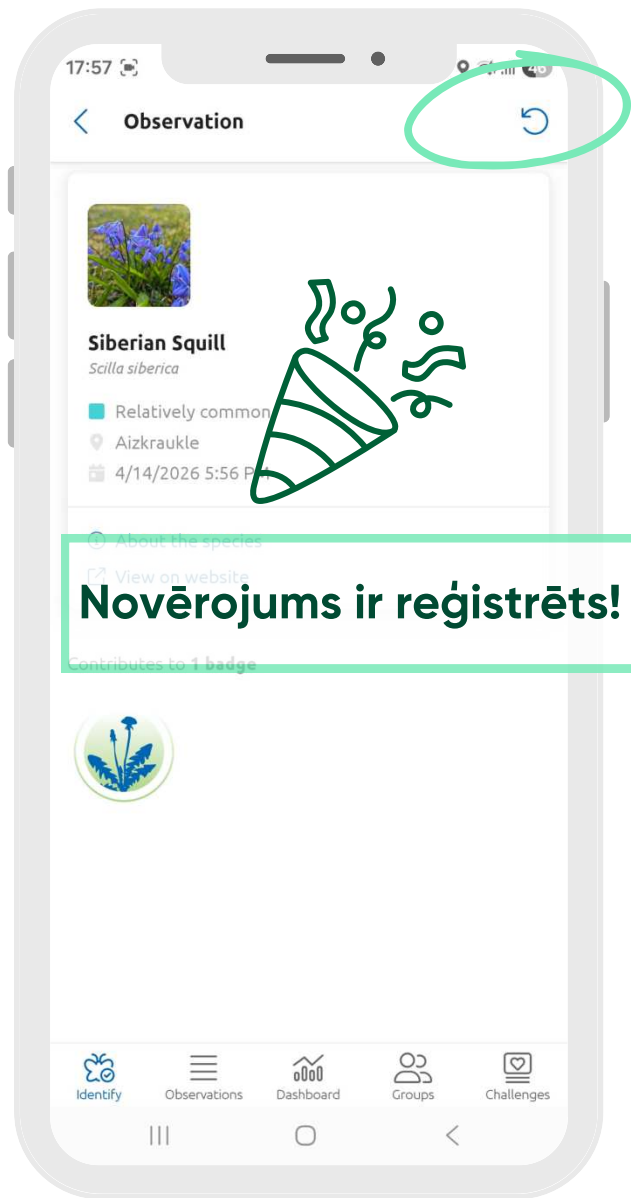 17:57
46
Observation
Siberian Squill
Scilla siberica
Relatively common
Aizkraukle
4/14/2026 5:56 PM
About the species
View on website
Novērojums ir reģistrēts!
Contributes to 1 badge
Identify
Observations
Dashboard
Groups
Challenges